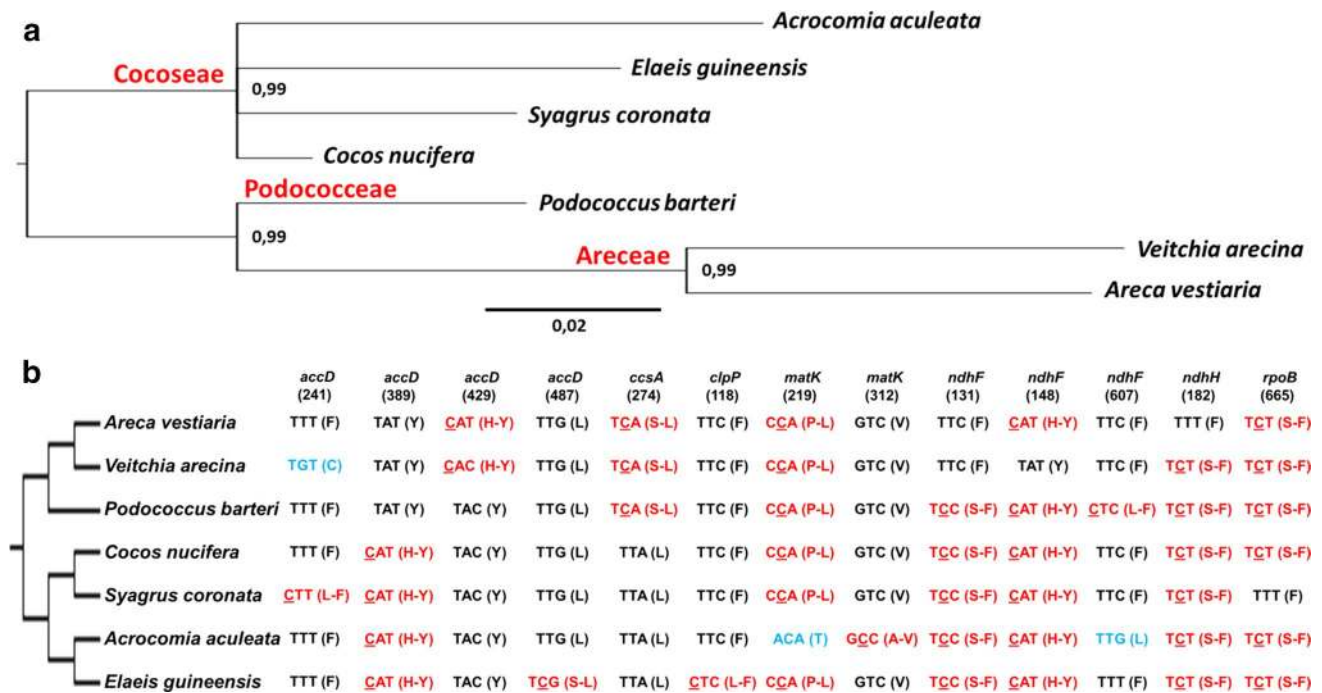 a
Acrocomia aculeata
Elaeis guineensis
Cocoseae
0,99
Syagrus coronata
Cocos nucifera
Podococceae
Podococcus barteri
0,99
Veitchia arecina
Areceae
0,99
Areca vestiaria
0,02
b
accD accD accD accD ccsA clpP matK matK ndhF ndhF ndhF ndhH rpoB
(241) (389) (429) (487) (274) (118) (219) (312) (131) (148) (607) (182) (665)
Areca vestiaria TTT (F) TAT (Y) CAT (H-Y) TTG (L) TCA (S-L) TTC (F) CCA (P-L) GTC (V) TTC (F) CAT (H-Y) TTC (F) TTT (F) TCT (S-F)
Veitchia arecina TGT (C) TAT (Y) CAC (H-Y) TTG (L) TCA (S-L) TTC (F) CCA (P-L) GTC (V) TTC (F) TAT (Y) TTC (F) TCT (S-F) TCT (S-F)
Podococcus barteri TTT (F) TAT (Y) TAC (Y) TTG (L) TCA (S-L) TTC (F) CCA (P-L) GTC (V) TCC (S-F) CAT (H-Y) CTC (L-F) TCT (S-F) TCT (S-F)
Cocos nucifera TTT (F) CAT (H-Y) TAC (Y) TTG (L) TTA (L) TTC (F) CCA (P-L) GTC (V) TCC (S-F) CAT (H-Y) TTC (F) TCT (S-F) TCT (S-F)
Syagrus coronata CTT (L-F) CAT (H-Y) TAC (Y) TTG (L) TTA (L) TTC (F) CCA (P-L) GTC (V) TCC (S-F) CAT (H-Y) TTC (F) TCT (S-F) TTT (F)
Acrocomia aculeata TTT (F) CAT (H-Y) TAC (Y) TTG (L) TTA (L) TTC (F) ACA (T) GCC (A-V) TCC (S-F) CAT (H-Y) TTG (L) TCT (S-F) TCT (S-F)
Elaeis guineensis TTT (F) CAT (H-Y) TAC (Y) TCG (S-L) TTA (L) CTC (L-F) CCA (P-L) GTC (V) TCC (S-F) CAT (H-Y) TTT (F) TCT (S-F) TCT (S-F)